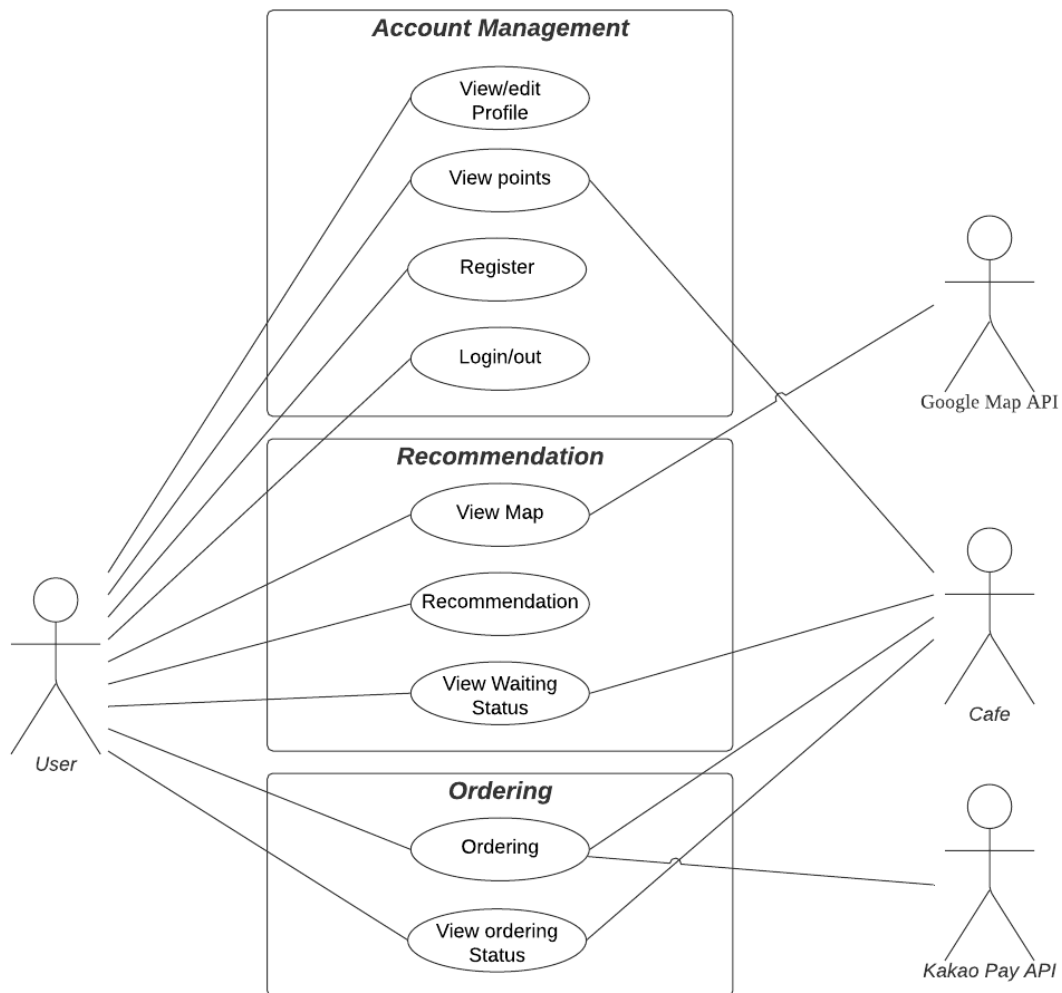 Account Management
View/edit
Profile
View points
Register
Login/out
Google Map API
Recommendation
View Map
Recommendation
View Waiting
Status
User
Cafe
Ordering
Ordering
View ordering
Status
Kakao Pay API